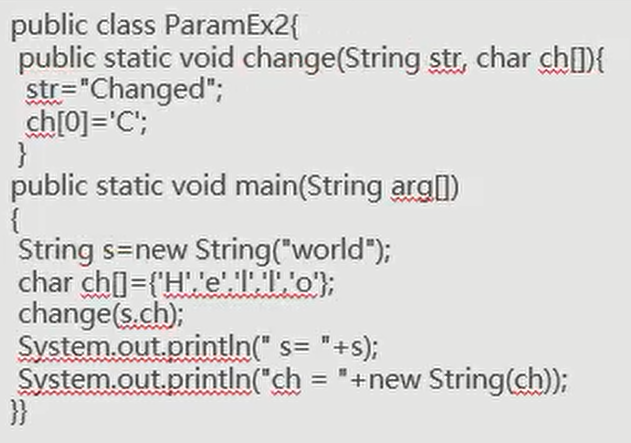 public class ParamEx2{
public static void change(String str, char ch[]){
str="Changed";
ch[0]='C';
}
public static void main(String arg[])
{
String s=new String("world");
char ch[]={'H','e','l','l','o'};
change(s,ch);
System.out.println(" s= "+s);
System.out.println("ch = "+new String(ch));
}}